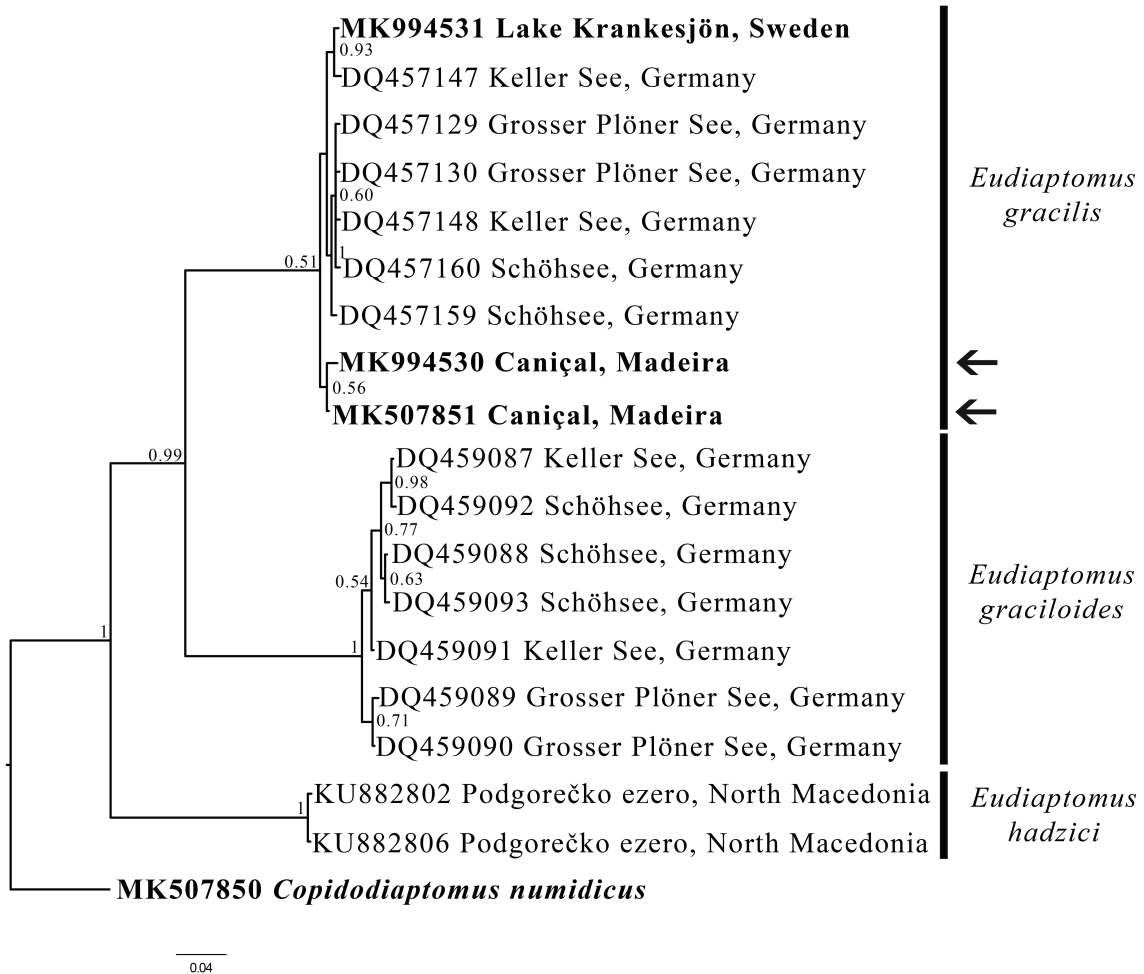 MK994531 Lake Krankesjön, Sweden
0.93
DQ457147 Keller See, Germany
DQ457129 Grosser Plöner See, Germany
DQ457130 Grosser Plöner See, Germany
0.60
DQ457148 Keller See, Germany
1
DQ457160 Schöhsee, Germany
0.51
DQ457159 Schöhsee, Germany
MK994530 Caniçal, Madeira
0.56
MK507851 Caniçal, Madeira
Eudiaptomus
gracilis
0.99
DQ459087 Keller See, Germany
0.98
DQ459092 Schöhsee, Germany
0.77
DQ459088 Schöhsee, Germany
0.63
DQ459093 Schöhsee, Germany
0.54
DQ459091 Keller See, Germany
1
DQ459089 Grosser Plöner See, Germany
0.71
DQ459090 Grosser Plöner See, Germany
Eudiaptomus
graciloides
1
KU882802 Podgorečko ezero, North Macedonia
1
KU882806 Podgorečko ezero, North Macedonia
Eudiaptomus
hadzici
MK507850 Copidodiaptomus numidicus
0.04